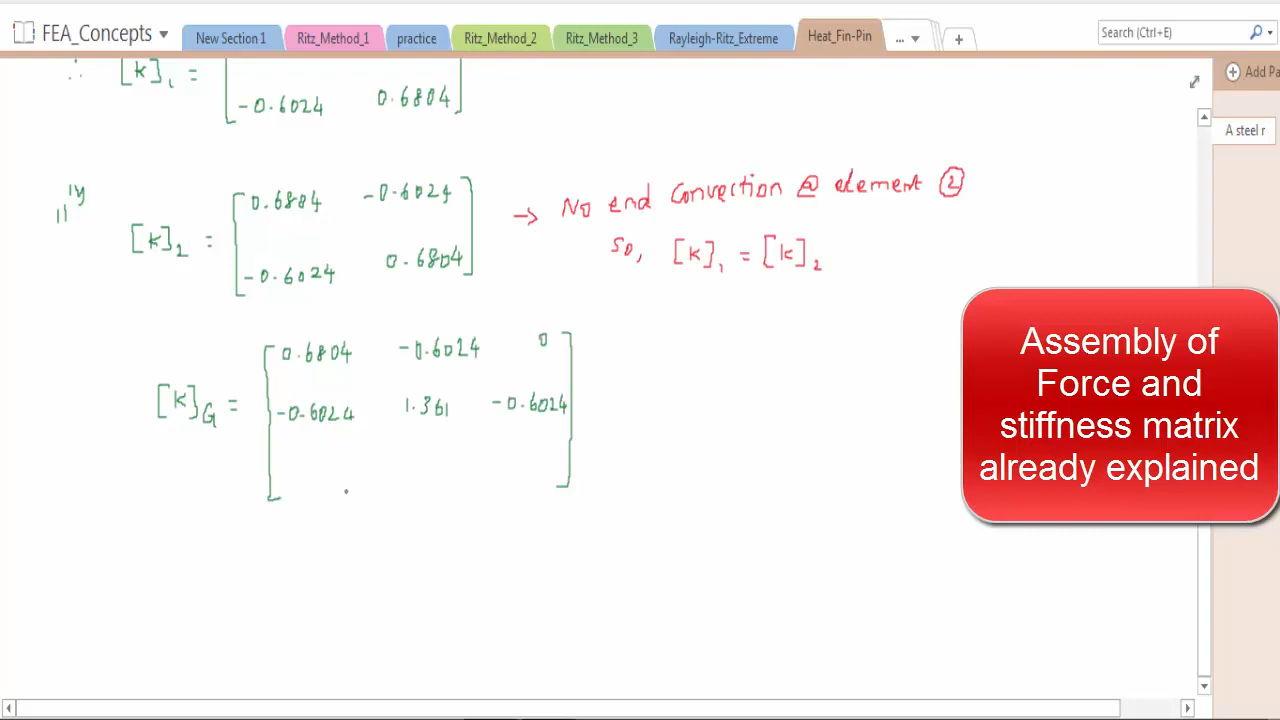 FEA_Concepts
New Section 1
Ritz_Method_1
practice
Ritz_Method_2
Ritz_Method_3
Rayleigh-Ritz_Extreme
Heat_Fin-Pin
...
Search (Ctrl+E)
Add Pa
A steel r
∴ [K]₁ =
-0.6024 0.6804
||ly
[K]₂ = [0.6804 -0.6024
-0.6024 0.6804]
→ No end Convection @ element ②
so, [K]₁ = [K]₂
[K]G = [0.6804 -0.6024 0
-0.6024 1.361 -0.6024]
Assembly of
Force and
stiffness matrix
already explained